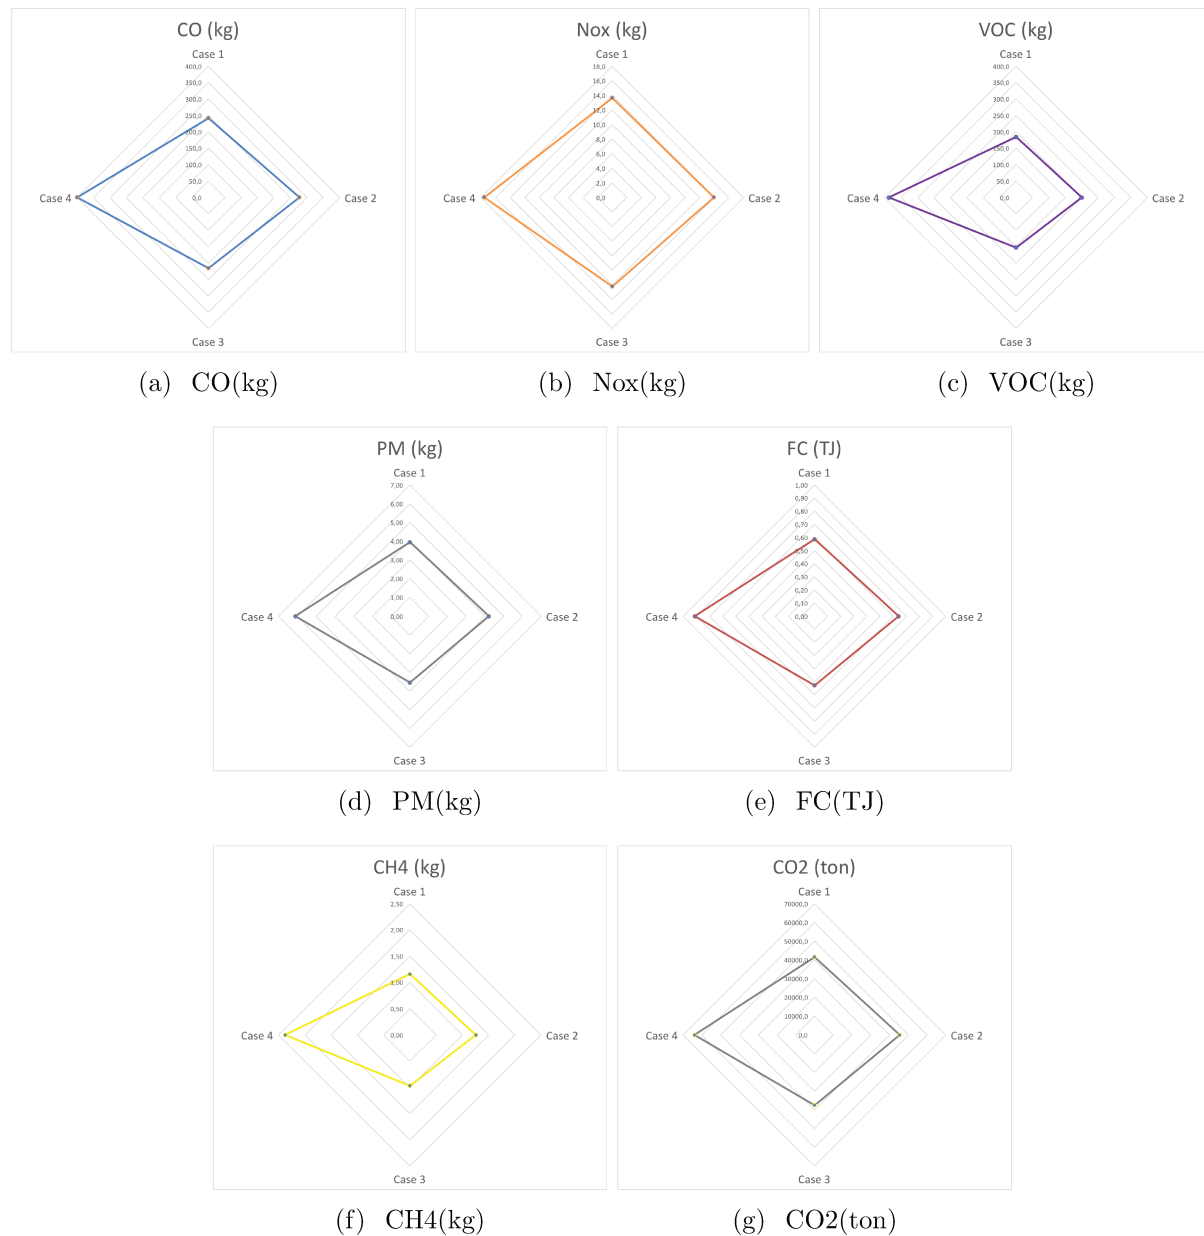 CO (kg)
Case 1
400,0
350,0
300,0
250,0
200,0
150,0
100,0
50,0
0,0
Case 4
Case 2
Case 3
(a) CO(kg)
Nox (kg)
Case 1
18,0
16,0
14,0
12,0
10,0
8,0
6,0
4,0
2,0
0,0
Case 4
Case 2
Case 3
(b) Nox(kg)
VOC (kg)
Case 1
400,0
350,0
300,0
250,0
200,0
150,0
100,0
50,0
0,0
Case 4
Case 2
Case 3
(c) VOC(kg)
PM (kg)
Case 1
7,00
6,00
5,00
4,00
3,00
2,00
1,00
0,00
Case 4
Case 2
Case 3
(d) PM(kg)
FC (TJ)
Case 1
1,00
0,90
0,80
0,70
0,60
0,50
0,40
0,30
0,20
0,10
0,00
Case 4
Case 2
Case 3
(e) FC(TJ)
CH4 (kg)
Case 1
2,50
2,00
1,50
1,00
0,50
0,00
Case 4
Case 2
Case 3
(f) CH4(kg)
CO2 (ton)
Case 1
70000,0
60000,0
50000,0
40000,0
30000,0
20000,0
10000,0
0,0
Case 4
Case 2
Case 3
(g) CO2(ton)